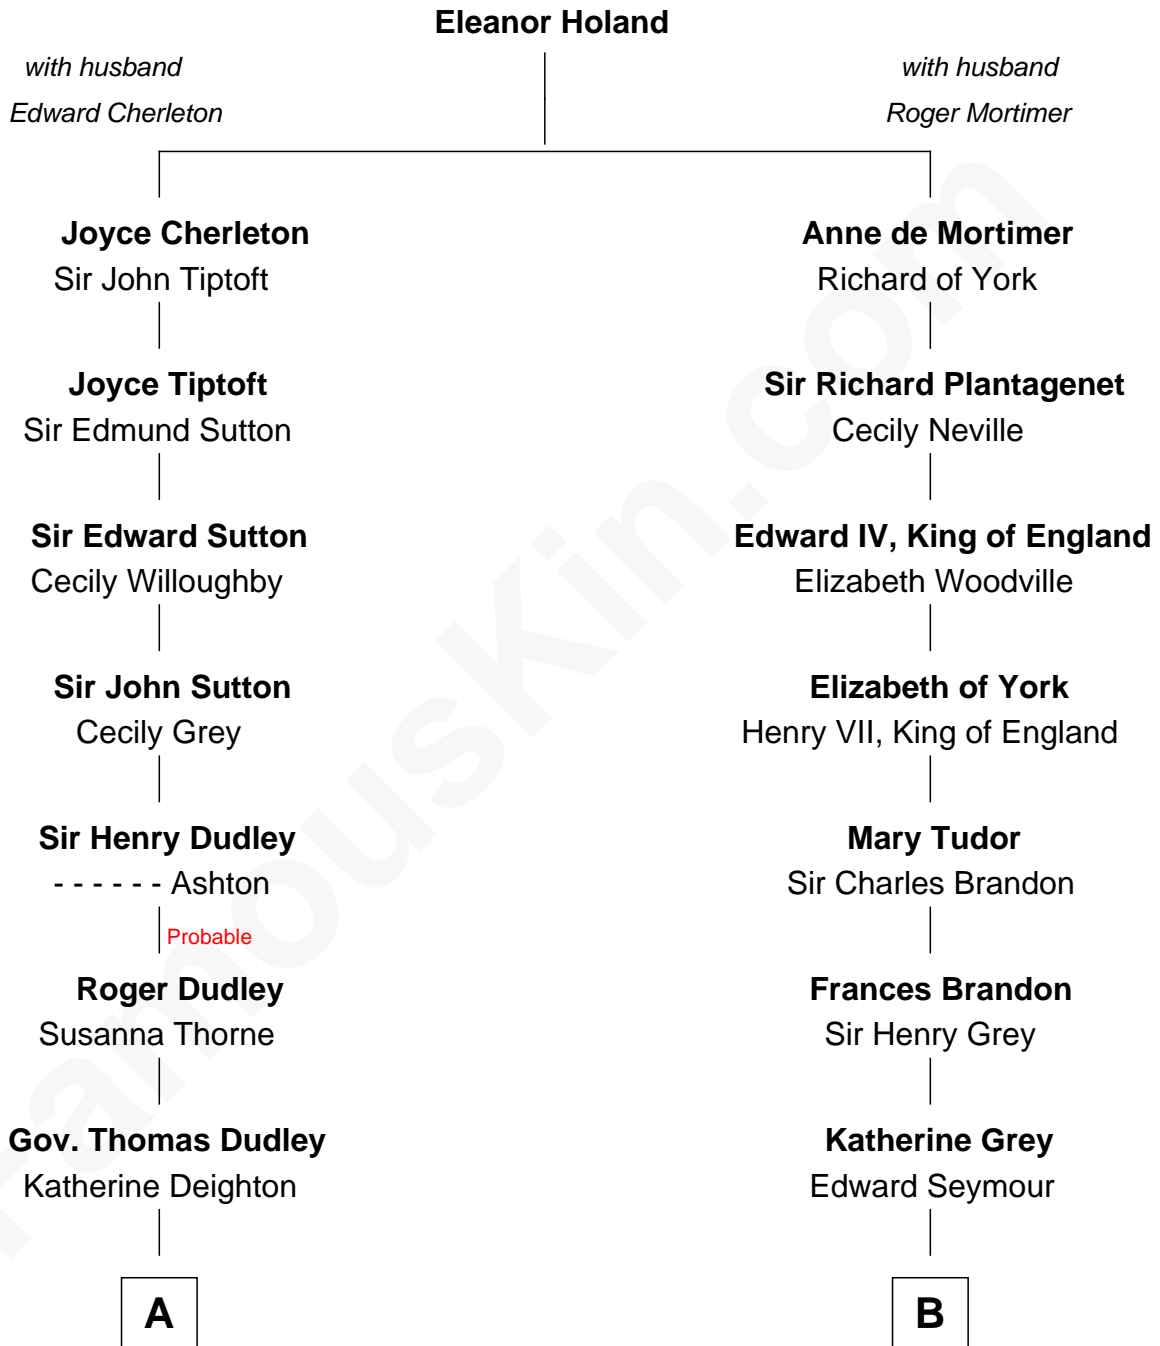 Eleanor Holand
with husband
Edward Cherleton
with husband
Roger Mortimer
Joyce Cherleton
Sir John Tiptoft
Anne de Mortimer
Richard of York
Joyce Tiptoft
Sir Edmund Sutton
Sir Richard Plantagenet
Cecily Neville
Sir Edward Sutton
Cecily Willoughby
Edward IV, King of England
Elizabeth Woodville
Sir John Sutton
Cecily Grey
Elizabeth of York
Henry VII, King of England
Sir Henry Dudley
- - - - - - Ashton
Probable
Mary Tudor
Sir Charles Brandon
Roger Dudley
Susanna Thorne
Frances Brandon
Sir Henry Grey
Gov. Thomas Dudley
Katherine Deighton
Katherine Grey
Edward Seymour
A
B
FamousKin.com